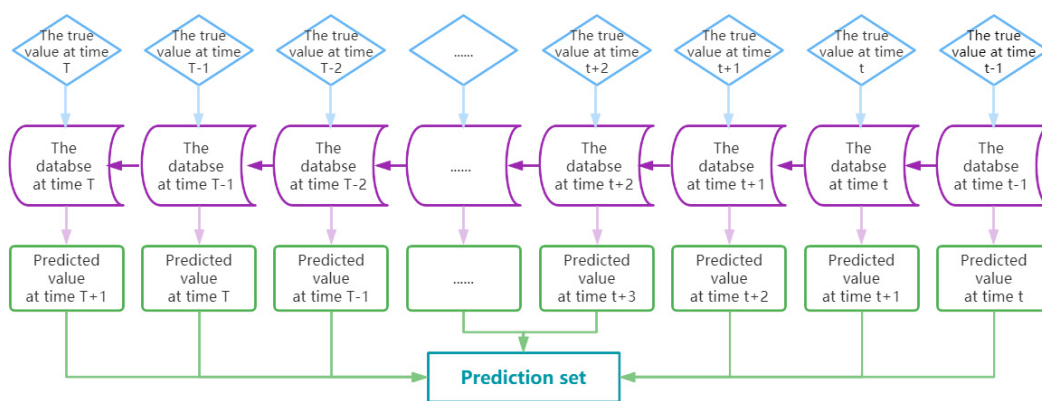 The true
value at time
T
The true
value at time
T-1
The true
value at time
T-2
......
The true
value at time
t+2
The true
value at time
t+1
The true
value at time
t
The true
value at time
t-1
The
databse
at time T
The
databse
at time T-1
The
databse
at time T-2
......
The
databse
at time t+2
The
databse
at time t+1
The
databse
at time t
The
databse
at time t-1
Predicted
value
at time T+1
Predicted
value
at time T
Predicted
value
at time T-1
......
Predicted
value
at time t+3
Predicted
value
at time t+2
Predicted
value
at time t+1
Predicted
value
at time t
Prediction set